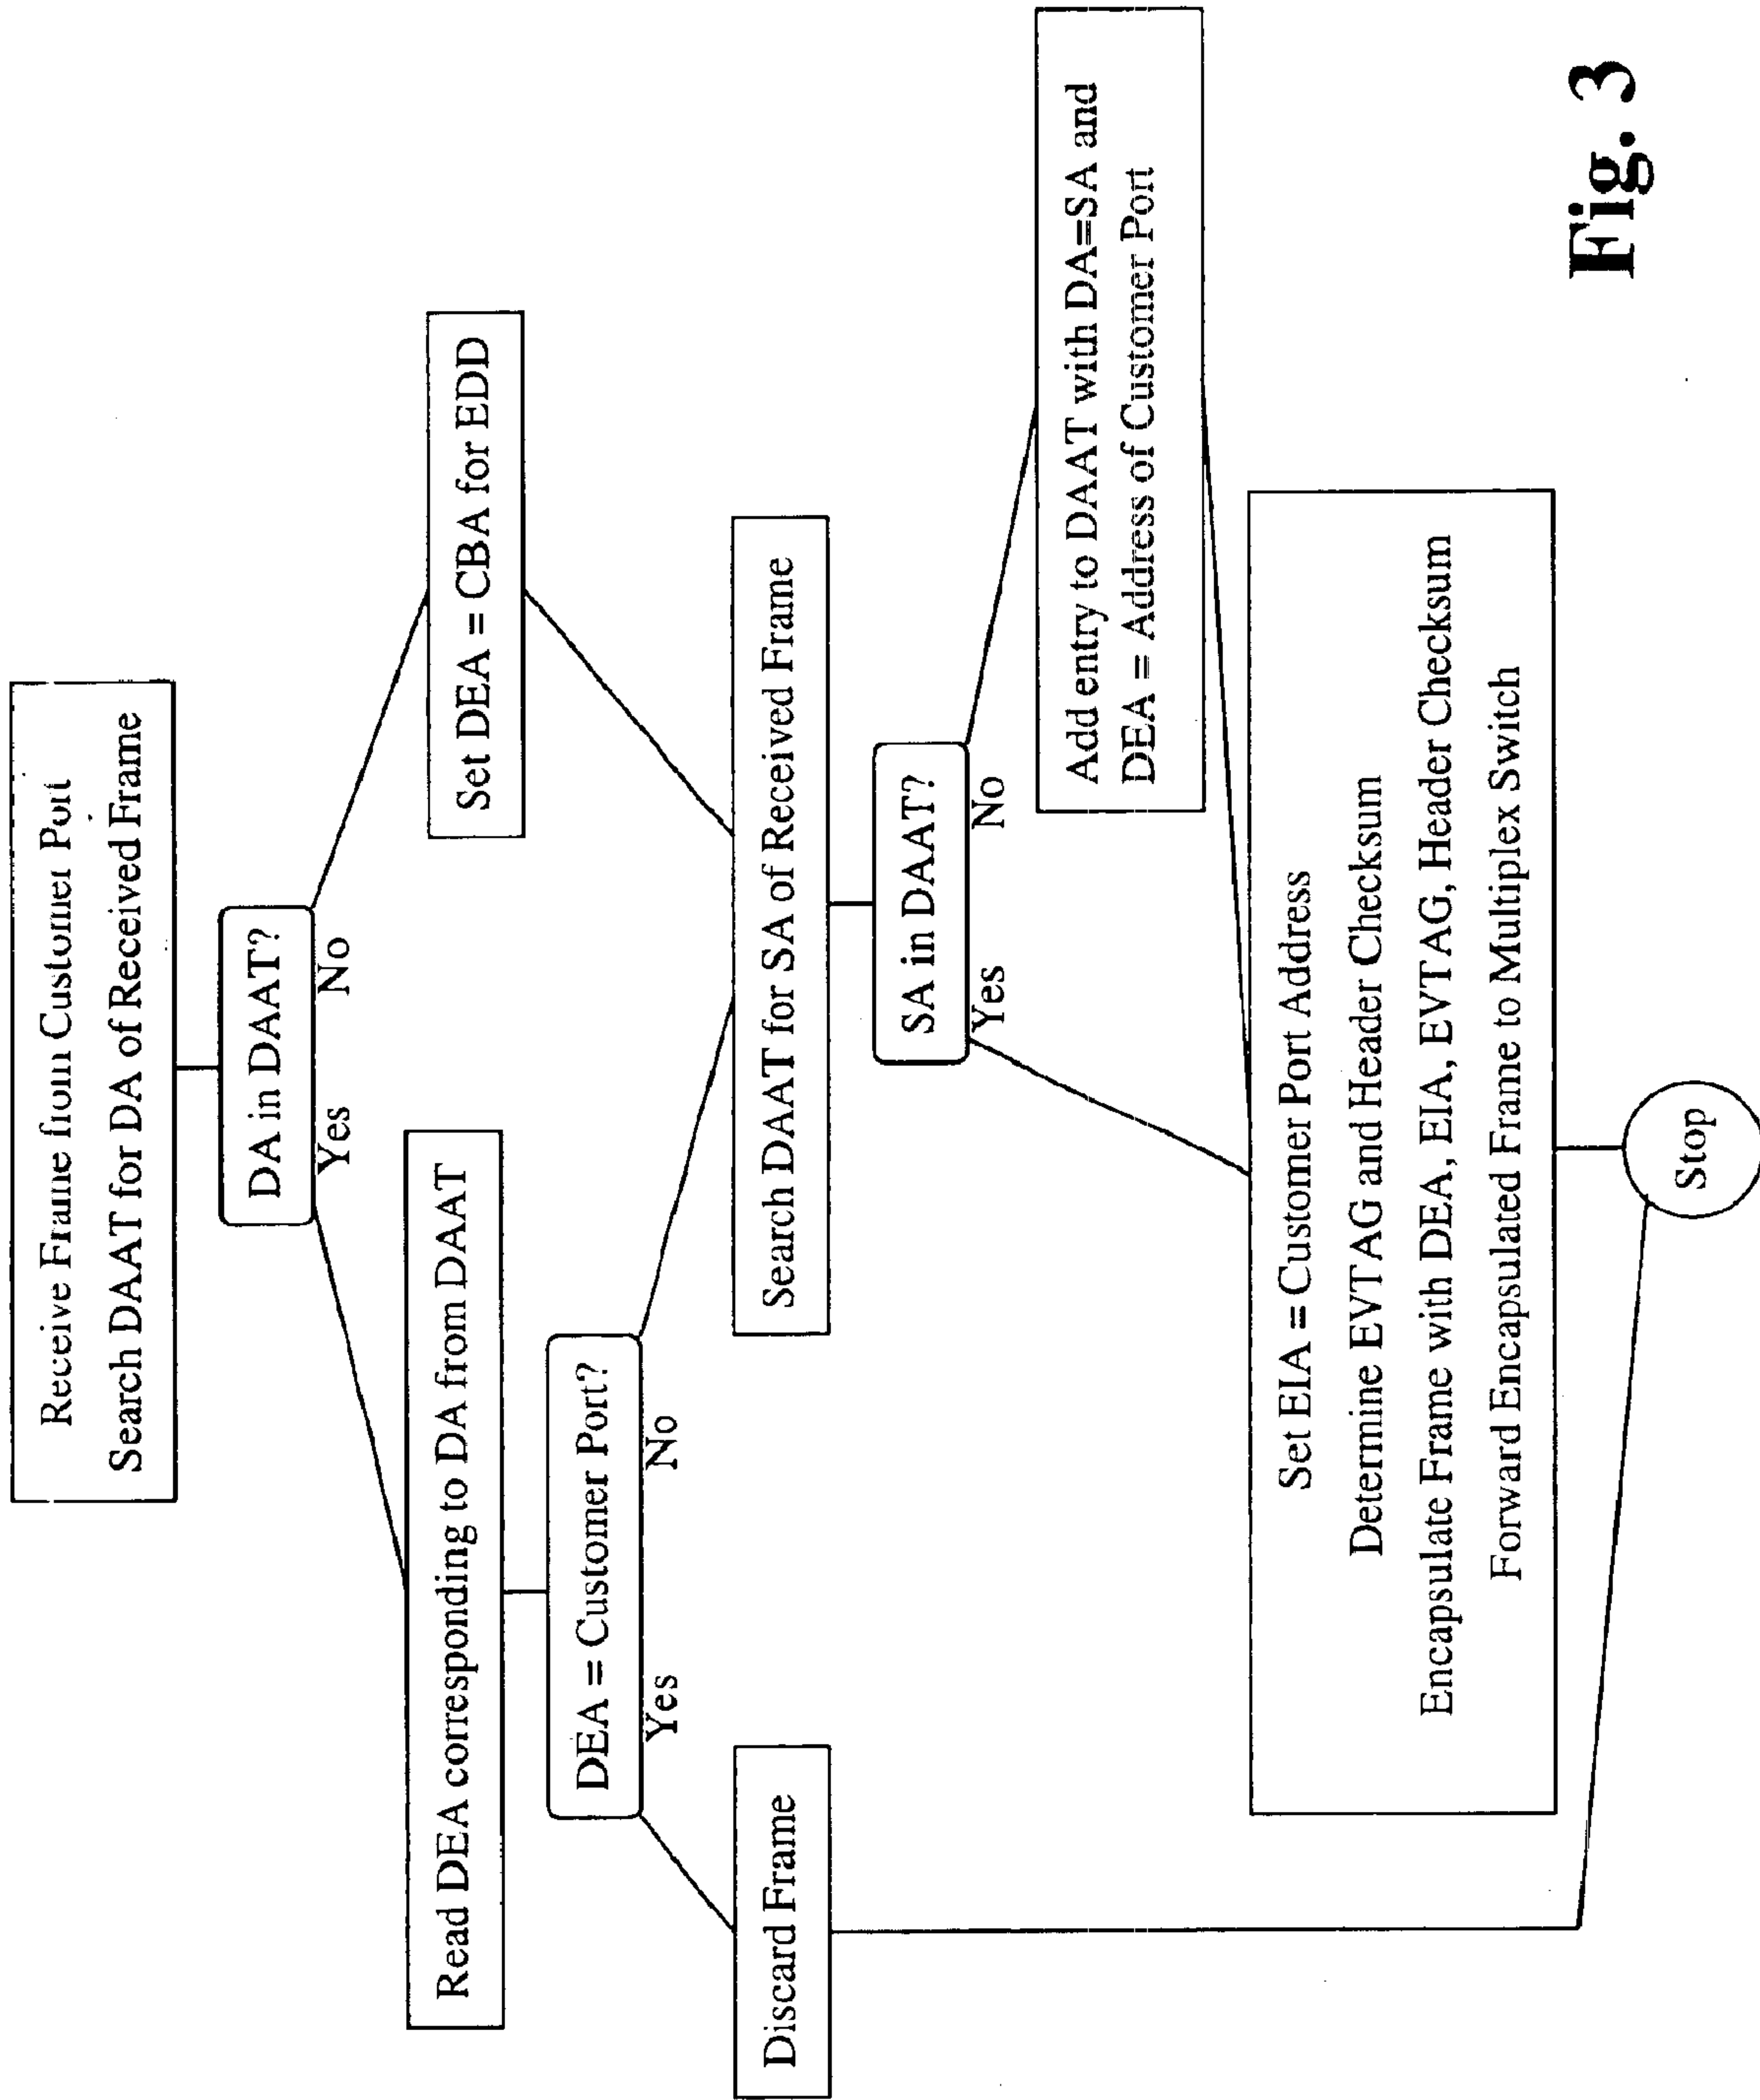 Receive Frame from Customer Port
Search DAAT for DA of Received Frame
DA in DAAT?
Yes
No
Read DEA corresponding to DA from DAAT
Set DEA = CBA for EDD
DEA = Customer Port?
Yes
No
Discard Frame
Search DAAT for SA of Received Frame
SA in DAAT?
Yes
No
Add entry to DAAT with DA=SA and
DEA = Address of Customer Port
Set EIA = Customer Port Address
Determine EVTAG and Header Checksum
Encapsulate Frame with DEA, EIA, EVTAG, Header Checksum
Forward Encapsulated Frame to Multiplex Switch
Stop
Fig. 3